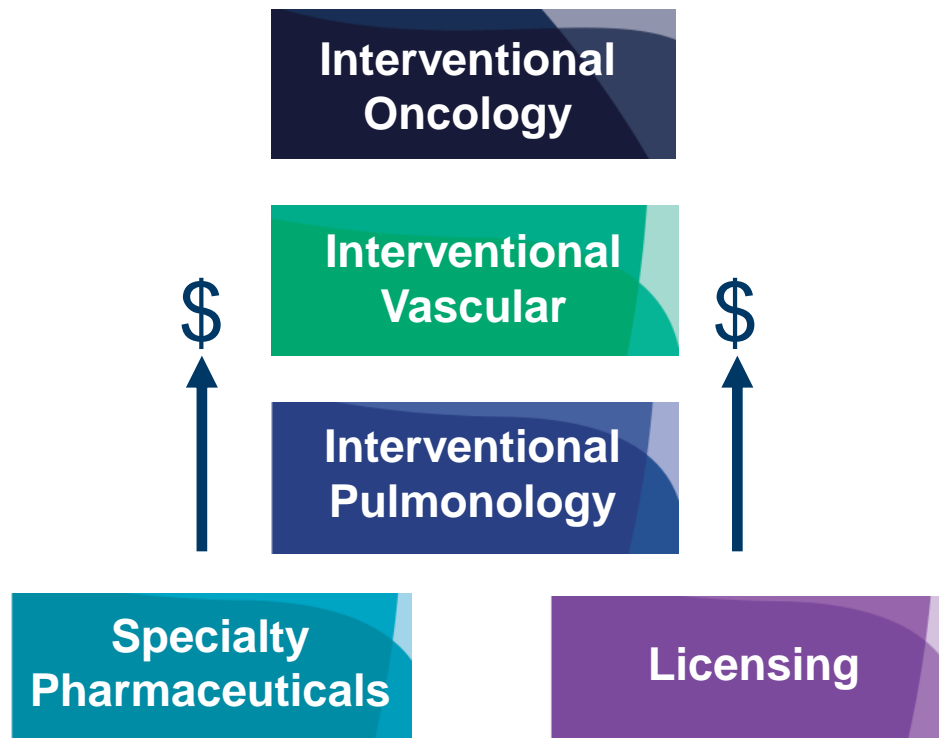 Interventional
Oncology
Interventional
Vascular
$
$
Interventional
Pulmonology
Specialty
Pharmaceuticals
Licensing